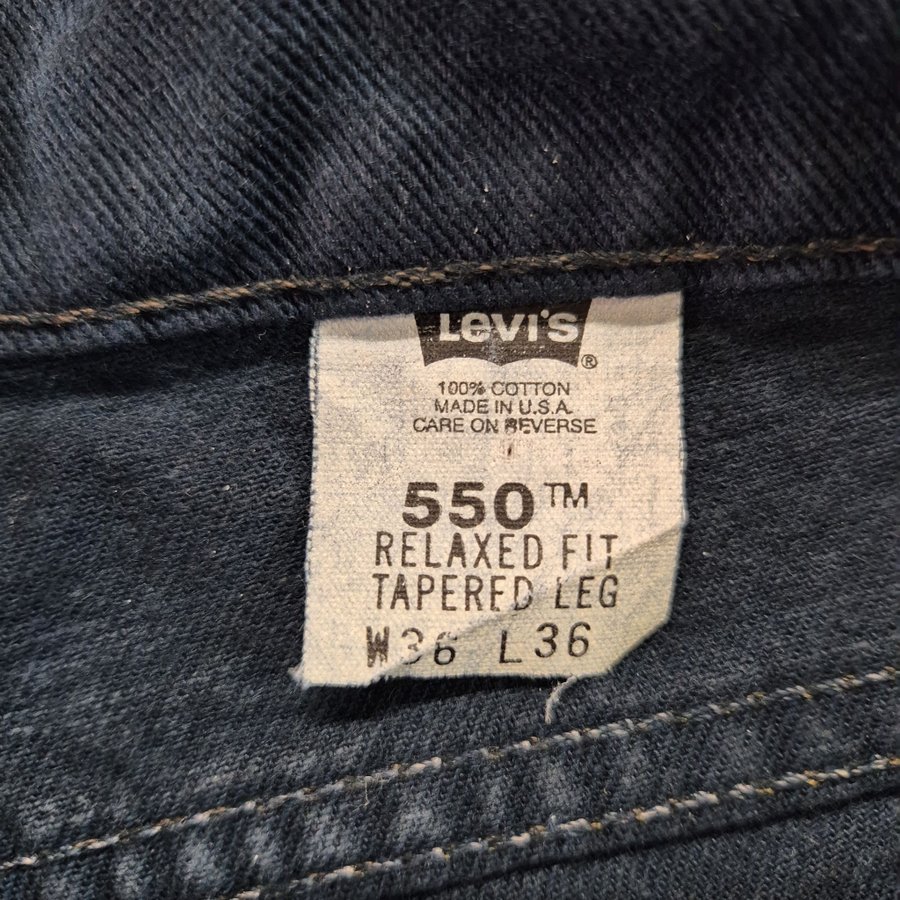 Levi's ®
100% COTTON
MADE IN U.S.A.
CARE ON REVERSE
550™
RELAXED FIT
TAPERED LEG
W36 L36